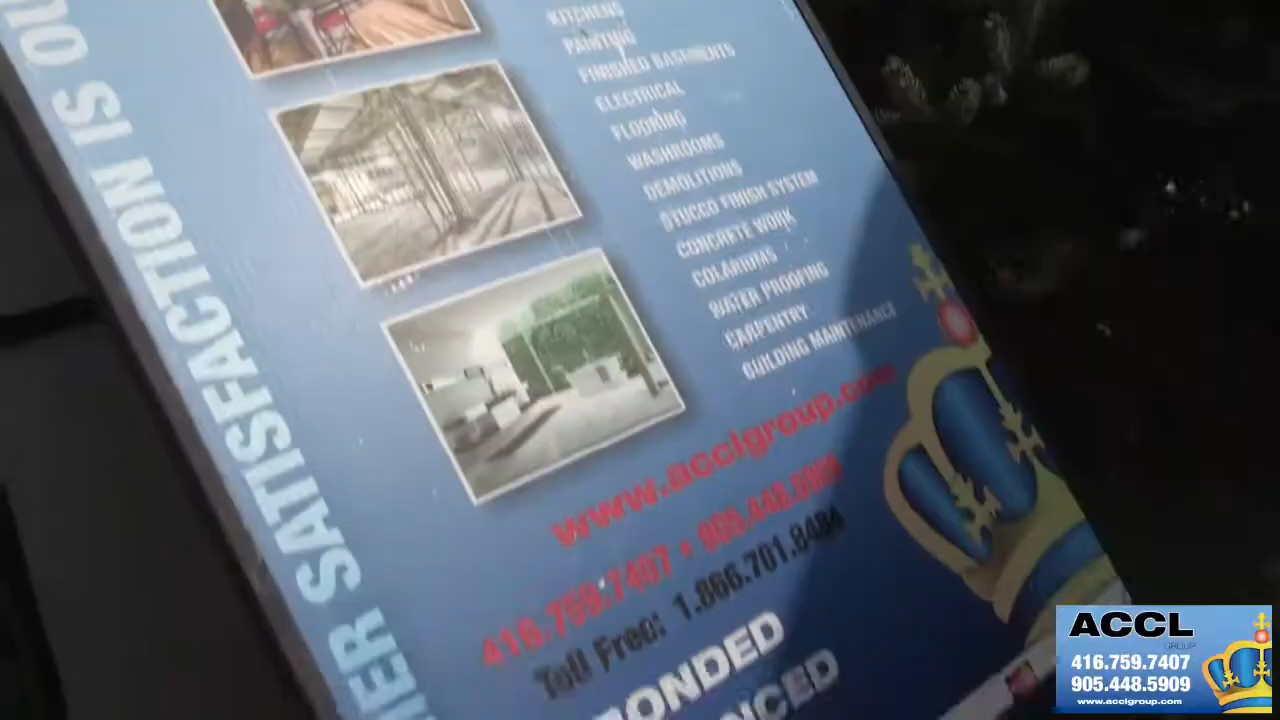 SATISFACTION IS OU
KITCHENS
PAINTING
FINISHED BASEMENTS
ELECTRICAL
FLOORING
WASHROOMS
DEMOLITIONS
STUCCO FINISH SYSTEM
CONCRETE WORK
COLARIUMS
WATER PROOFING
CARPENTRY
BUILDING MAINTENANCE
www.acclgroup.com
416.759.7407 • 905.448.5909
Toll Free: 1.866.701.8484
BONDED
ACCL
GROUP
416.759.7407
905.448.5909
www.acclgroup.com